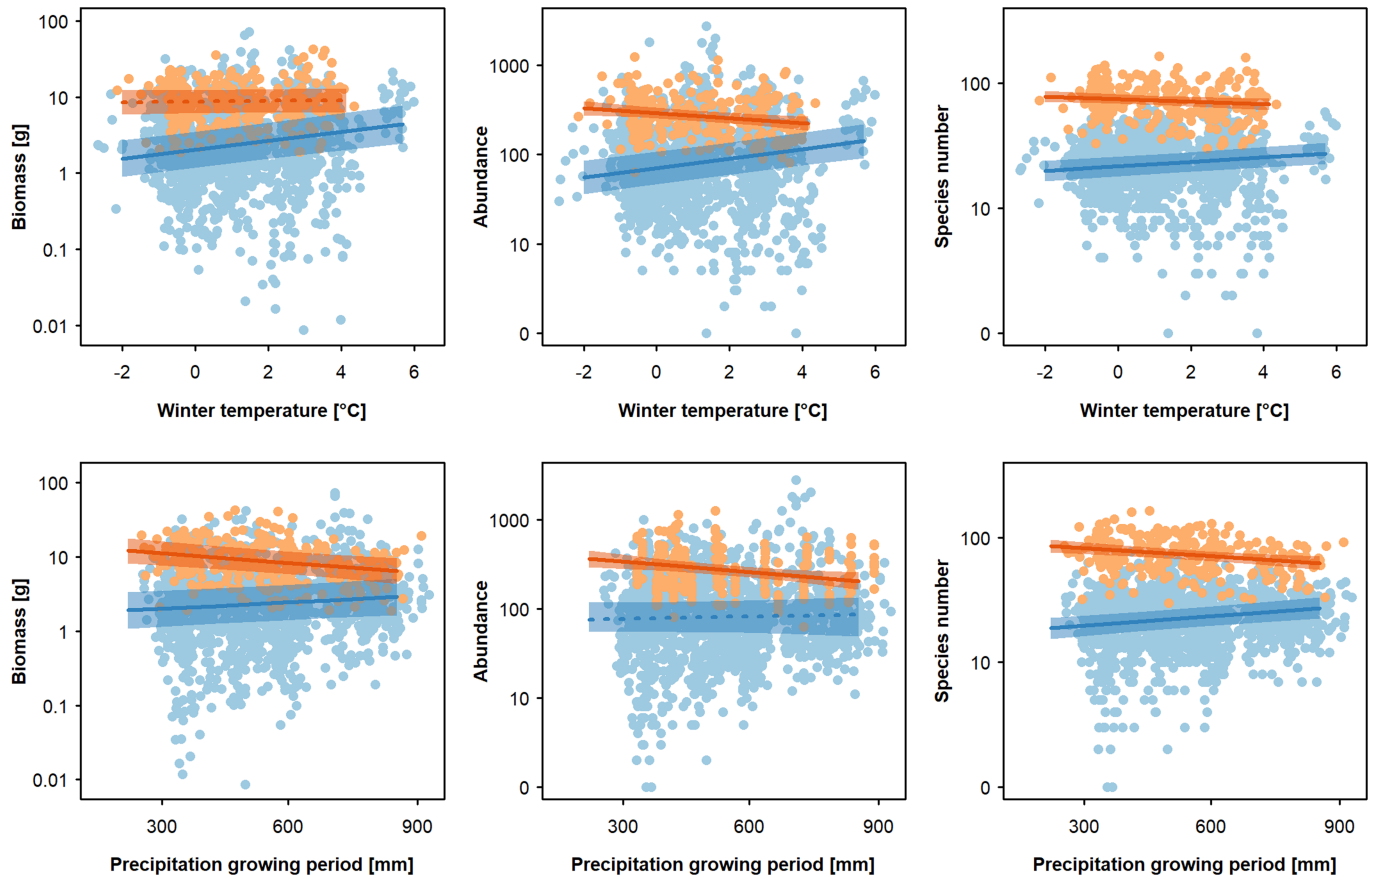 Biomass [g]
100
10
1
0.1
0.01
-2 0 2 4 6
Winter temperature [°C]
Abundance
1000
100
10
0
-2 0 2 4 6
Winter temperature [°C]
Species number
100
10
0
-2 0 2 4 6
Winter temperature [°C]
Biomass [g]
100
10
1
0.1
0.01
300 600 900
Precipitation growing period [mm]
Abundance
1000
100
10
0
300 600 900
Precipitation growing period [mm]
Species number
100
10
0
300 600 900
Precipitation growing period [mm]